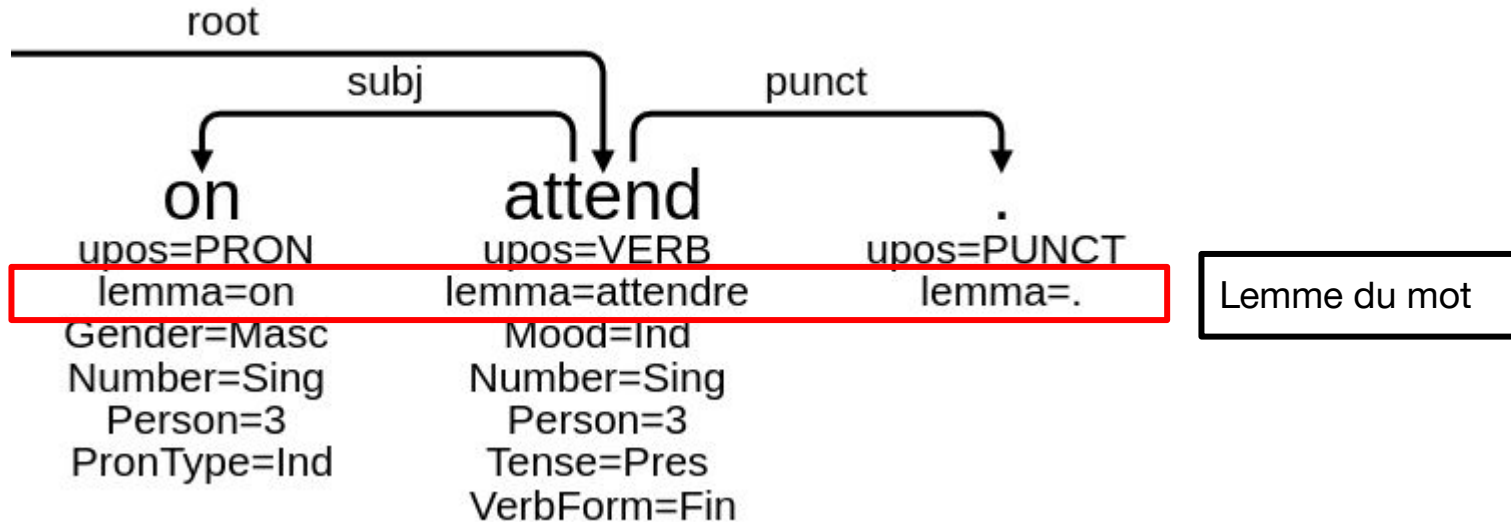 root
subj punct
on attend .
upos=PRON upos=VERB upos=PUNCT
lemma=on lemma=attendre lemma=. Lemme du mot
Gender=Masc Mood=Ind
Number=Sing Number=Sing
Person=3 Person=3
PronType=Ind Tense=Pres
VerbForm=Fin